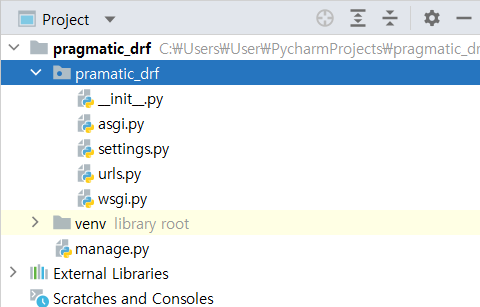 Project
pragmatic_drf C:₩Users₩User₩PycharmProjects₩pragmatic_dr
pramatic_drf
__init__.py
asgi.py
settings.py
urls.py
wsgi.py
venv library root
manage.py
External Libraries
Scratches and Consoles